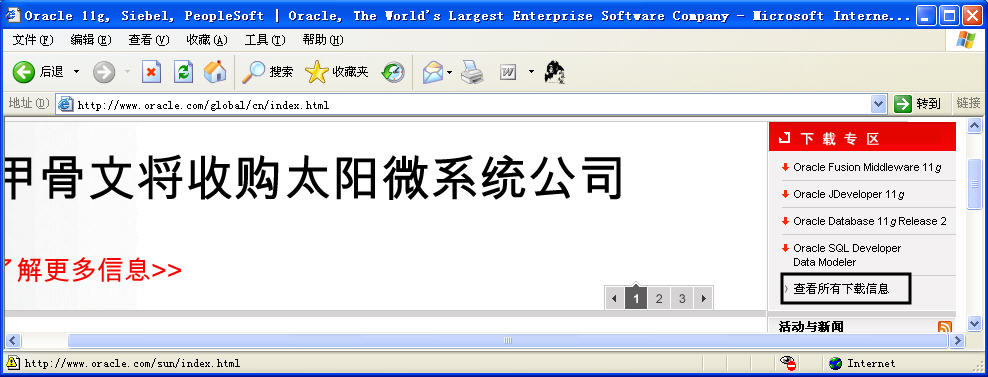 Oracle 11g, Siebel, PeopleSoft | Oracle, The World's Largest Enterprise Software Company - Microsoft Interne...
文件(F) 编辑(E) 查看(V) 收藏(A) 工具(T) 帮助(H)
后退 搜索 收藏夹 W
地址(D) http://www.oracle.com/global/cn/index.html 转到 链接
下载专区
甲骨文将收购太阳微系统公司
了解更多信息>>
1 2 3
Oracle Fusion Middleware 11g
Oracle JDeveloper 11g
Oracle Database 11g Release 2
Oracle SQL Developer
Data Modeler
查看所有下载信息
活动与新闻
http://www.oracle.com/sun/index.html Internet